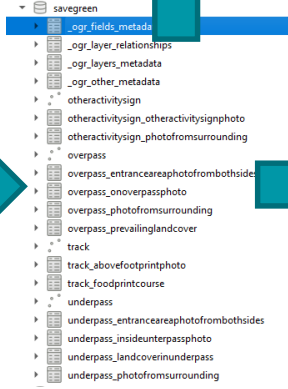 savegreen
_ogr_fields_metada
_ogr_layer_relationships
_ogr_layers_metadata
_ogr_other_metadata
otheractivitysign
otheractivitysign_otheractivitysignphoto
otheractivitysign_photofromsurrounding
overpass
overpass_entranceareaphotofrombothsides
overpass_onoverpassphoto
overpass_photofromsurrounding
overpass_prevailinglandcover
track
track_abovefootprintphoto
track_foodprintcourse
underpass
underpass_entranceareaphotofrombothsides
underpass_insideunterpassphoto
underpass_landcoverinunderpass
underpass_photofromsurrounding